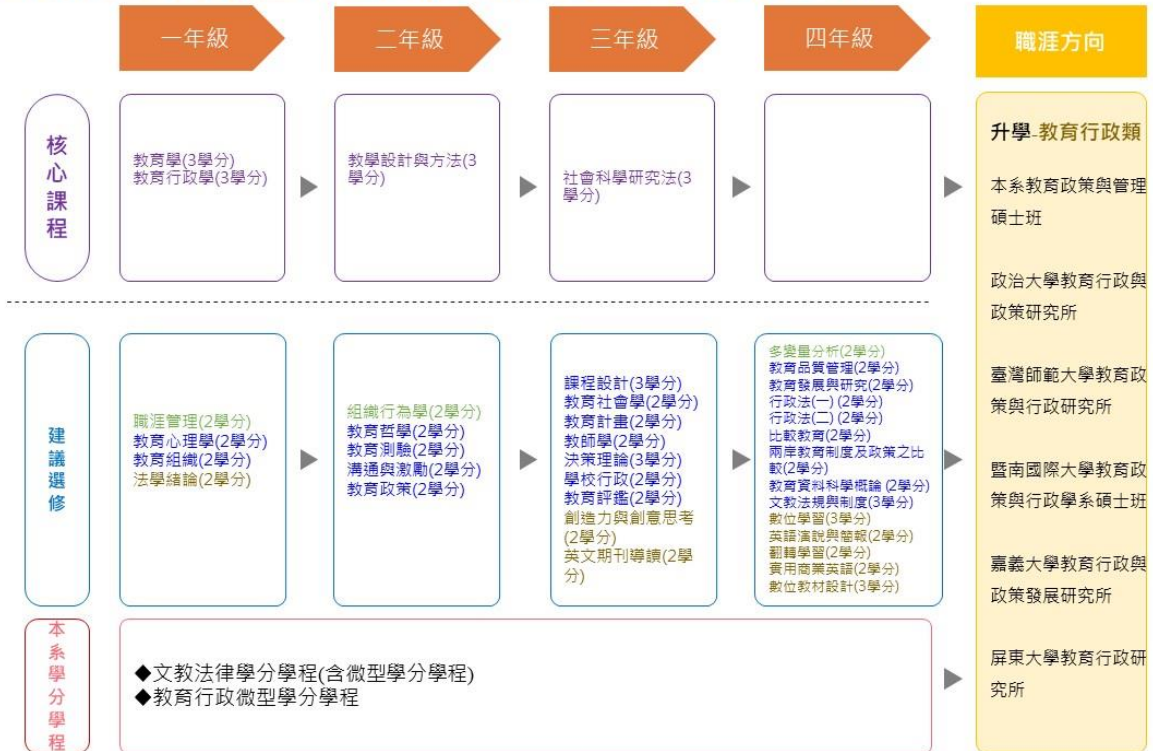 一年級
二年級
三年級
四年級
職涯方向
核心課程
教育學(3學分)
教育行政學(3學分)
教學設計與方法(3
學分)
社會科學研究法(3
學分)
建議選修
職涯管理(2學分)
教育心理學(2學分)
教育組織(2學分)
法學緒論(2學分)
組織行為學(2學分)
教育哲學(2學分)
教育測驗(2學分)
溝通與激勵(2學分)
教育政策(2學分)
課程設計(3學分)
教育社會學(2學分)
教育計畫(2學分)
教師學(2學分)
決策理論(3學分)
學校行政(2學分)
教育評鑑(2學分)
創造力與創意思考
(2學分)
英文期刊導讀(2學
分)
多變量分析(2學分)
教育品質管理(2學分)
教育發展與研究(2學分)
行政法(一) (2學分)
行政法(二) (2學分)
比較教育(2學分)
兩岸教育制度及政策之比
較(2學分)
教育資料科學概論 (2學分)
文教法規與制度(3學分)
數位學習(3學分)
英語演說與簡報(2學分)
翻轉學習(2學分)
實用商業英語(2學分)
數位教材設計(3學分)
本系學分學程
◆文教法律學分學程(含微型學分學程)
◆教育行政微型學分學程
升學-教育行政類
本系教育政策與管理
碩士班
政治大學教育行政與
政策研究所
臺灣師範大學教育政
策與行政研究所
暨南國際大學教育政
策與行政學系碩士班
嘉義大學教育行政與
政策發展研究所
屏東大學教育行政研
究所